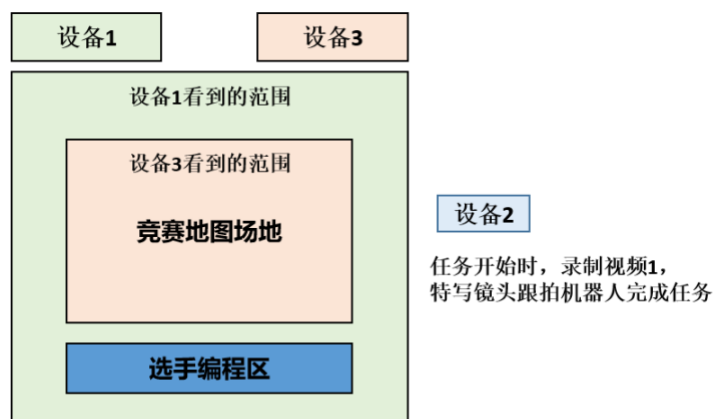 设备1
设备3
设备1看到的范围
设备3看到的范围
竞赛地图场地
设备2
任务开始时，录制视频1，
特写镜头跟拍机器人完成任务
选手编程区